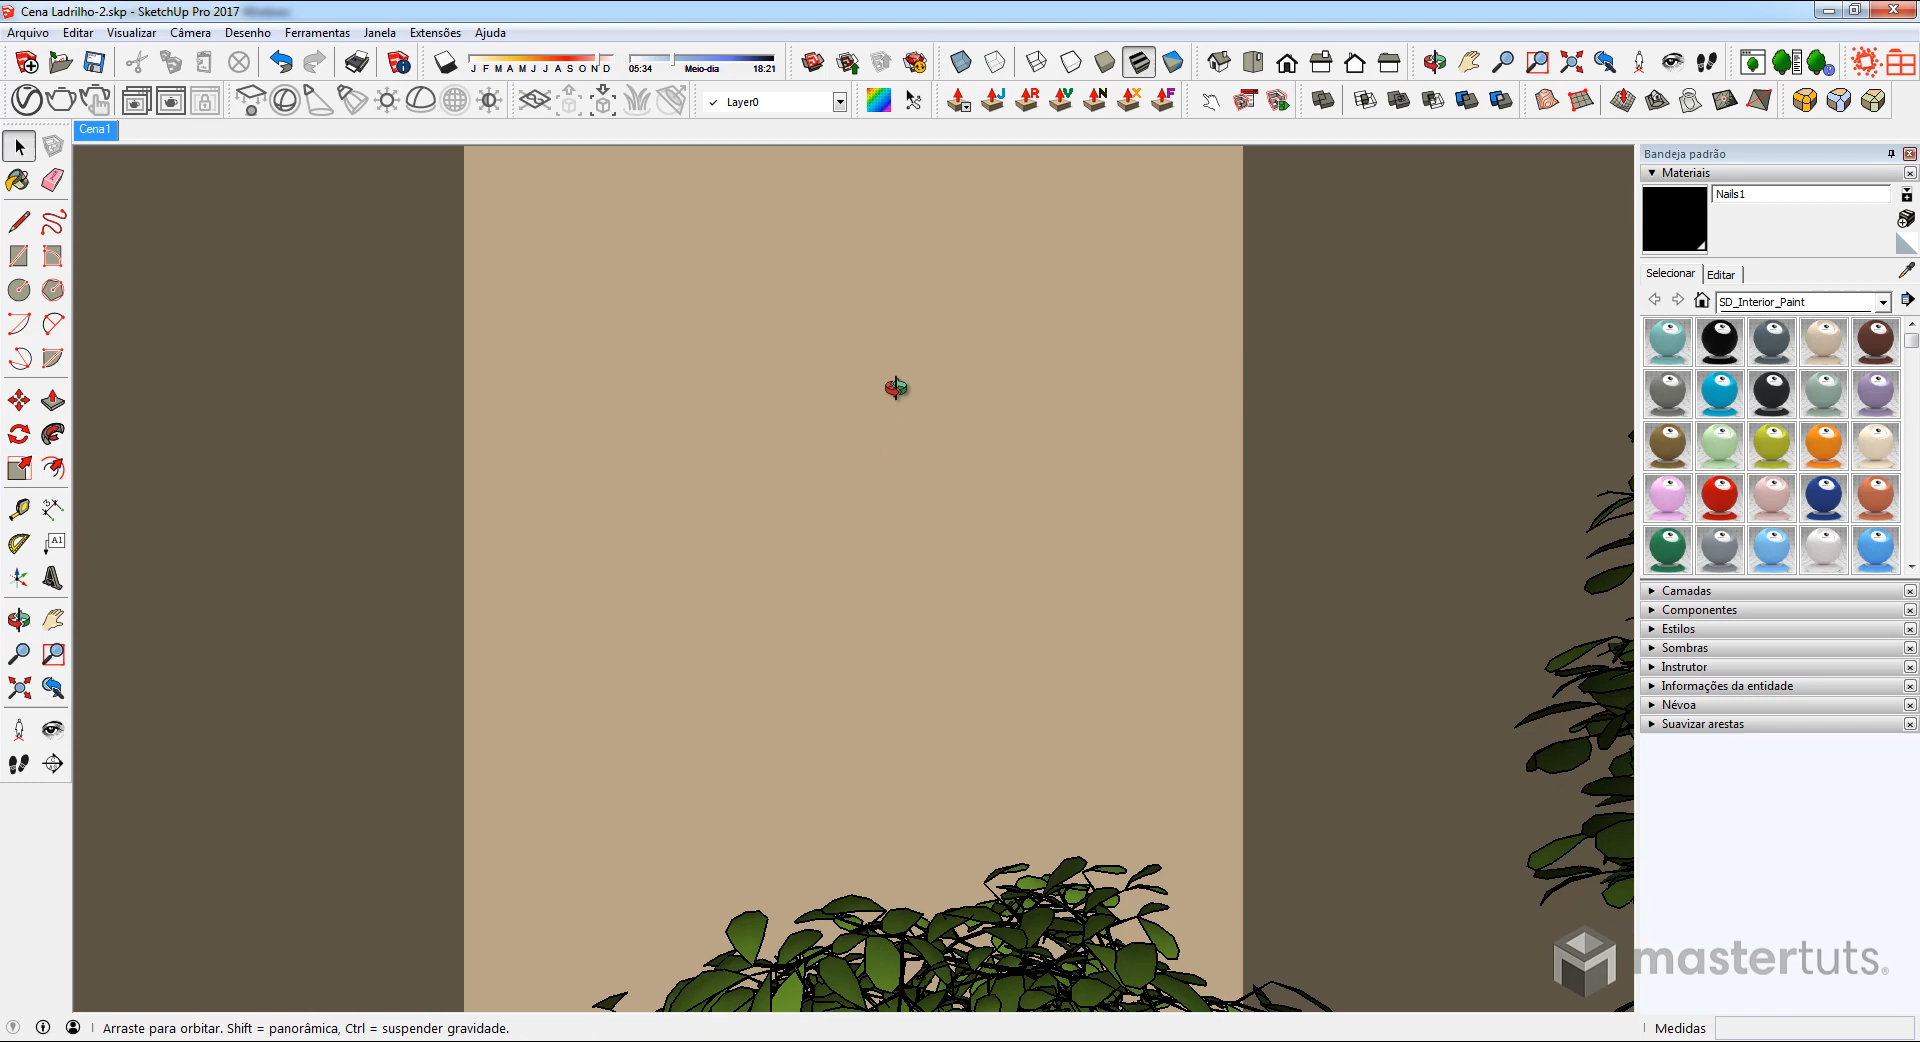 Cena Ladrilho-2.skp - SketchUp Pro 2017
Arquivo Editar Visualizar Câmera Desenho Ferramentas Janela Extensões Ajuda
J F M A M J J A S O N D
05:34 Meio-dia 18:21
Layer0
J R V N X F
Cena1
A1
Bandeja padrão
Materiais
Nails1
Selecionar Editar
SD_Interior_Paint
Camadas
Componentes
Estilos
Sombras
Instrutor
Informações da entidade
Névoa
Suavizar arestas
mastertuts®
Arraste para orbitar. Shift = panorâmica, Ctrl = suspender gravidade.
Medidas